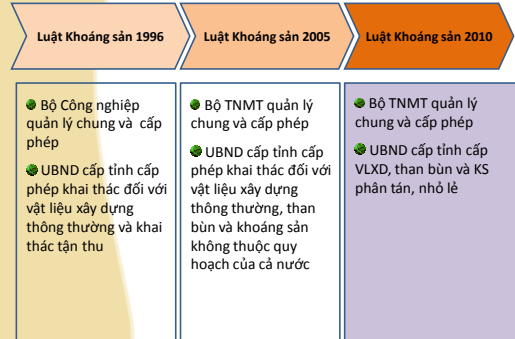 Luật Khoáng sản 1996
Luật Khoáng sản 2005
Luật Khoáng sản 2010
Bộ Công nghiệp
quản lý chung và cấp
phép
UBND cấp tỉnh cấp
phép khai thác đối với
vật liệu xây dựng
thông thường và khai
thác tận thu
Bộ TNMT quản lý
chung và cấp phép
UBND cấp tỉnh cấp
phép khai thác đối với
vật liệu xây dựng
thông thường, than
bùn và khoáng sản
không thuộc quy
hoạch của cả nước
Bộ TNMT quản lý
chung và cấp phép
UBND cấp tỉnh cấp
VLXD, than bùn và KS
phân tán, nhỏ lẻ